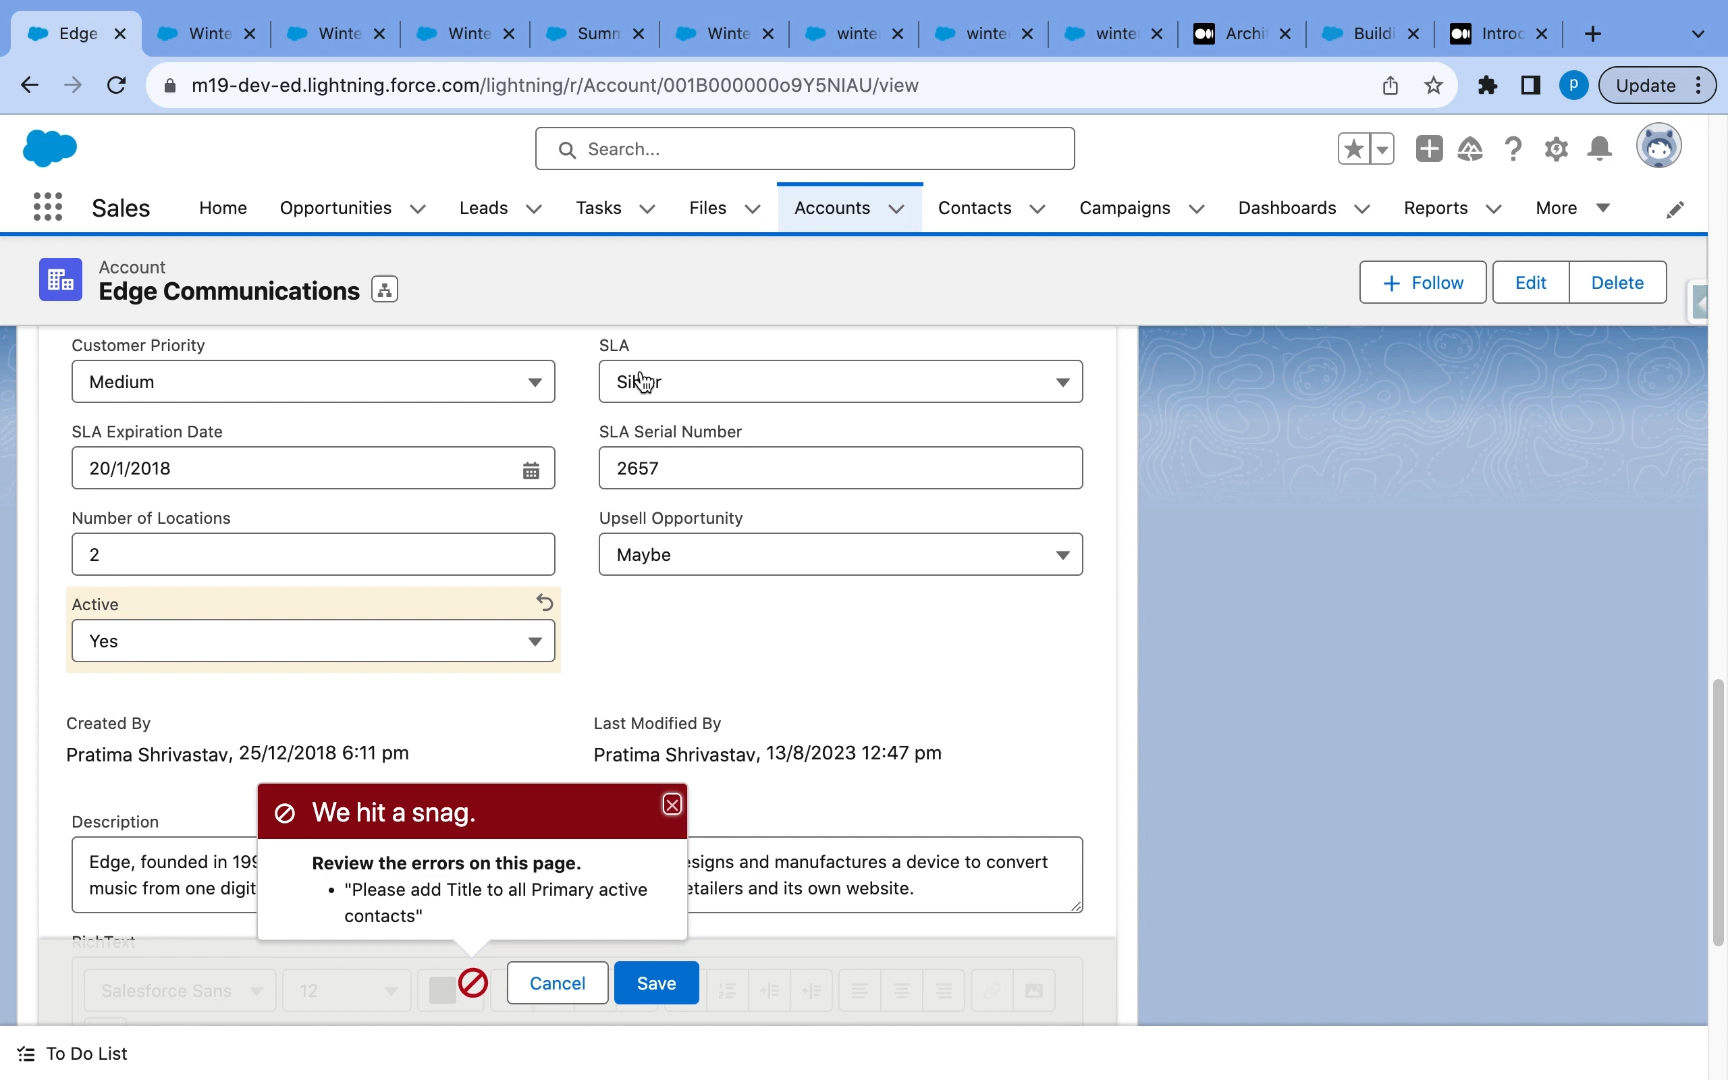 Edge
Winte
Winte
Winte
Sumn
Winte
winte
winte
winte
Archi
Buildi
Introc
m19-dev-ed.lightning.force.com/lightning/r/Account/001B000000o9Y5NIAU/view
p
Update
Search...
Sales
Home
Opportunities
Leads
Tasks
Files
Accounts
Contacts
Campaigns
Dashboards
Reports
More
Account
Edge Communications
Follow
Edit
Delete
Customer Priority
Medium
SLA
SLA Expiration Date
20/1/2018
SLA Serial Number
2657
Number of Locations
2
Upsell Opportunity
Maybe
Active
Yes
Created By
Pratima Shrivastav, 25/12/2018 6:11 pm
Last Modified By
Pratima Shrivastav, 13/8/2023 12:47 pm
We hit a snag.
Review the errors on this page.
• "Please add Title to all Primary active
contacts"
Description
Edge, founded in 199 signs and manufactures a device to convert
music from one digit etailers and its own website.
RichText
Salesforce Sans
12
Cancel
Save
To Do List